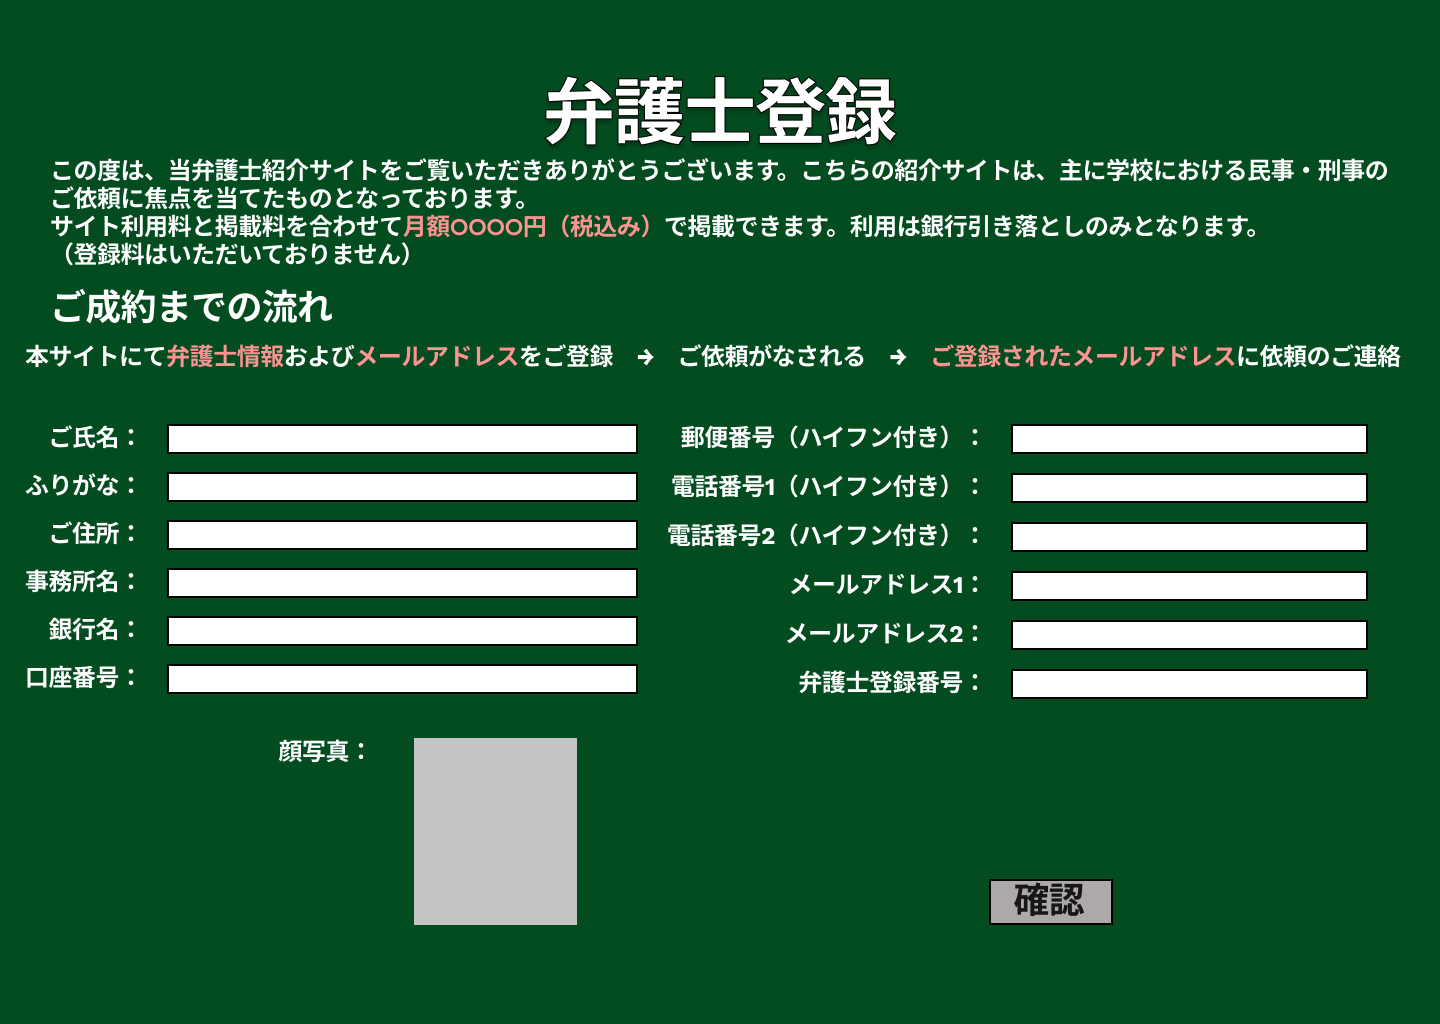 弁護士登録
この度は、当弁護士紹介サイトをご覧いただきありがとうございます。こちらの紹介サイトは、主に学校における民事・刑事の
ご依頼に焦点を当てたものとなっております。
サイト利用料と掲載料を合わせて月額○○○○円（税込み）で掲載できます。利用は銀行引き落としのみとなります。
（登録料はいただいておりません）
ご成約までの流れ
本サイトにて弁護士情報およびメールアドレスをご登録　→　ご依頼がなされる　→　ご登録されたメールアドレスに依頼のご連絡
ご氏名：
ふりがな：
ご住所：
事務所名：
銀行名：
口座番号：
郵便番号（ハイフン付き）：
電話番号1（ハイフン付き）：
電話番号2（ハイフン付き）：
メールアドレス1：
メールアドレス2：
弁護士登録番号：
顔写真：
確認